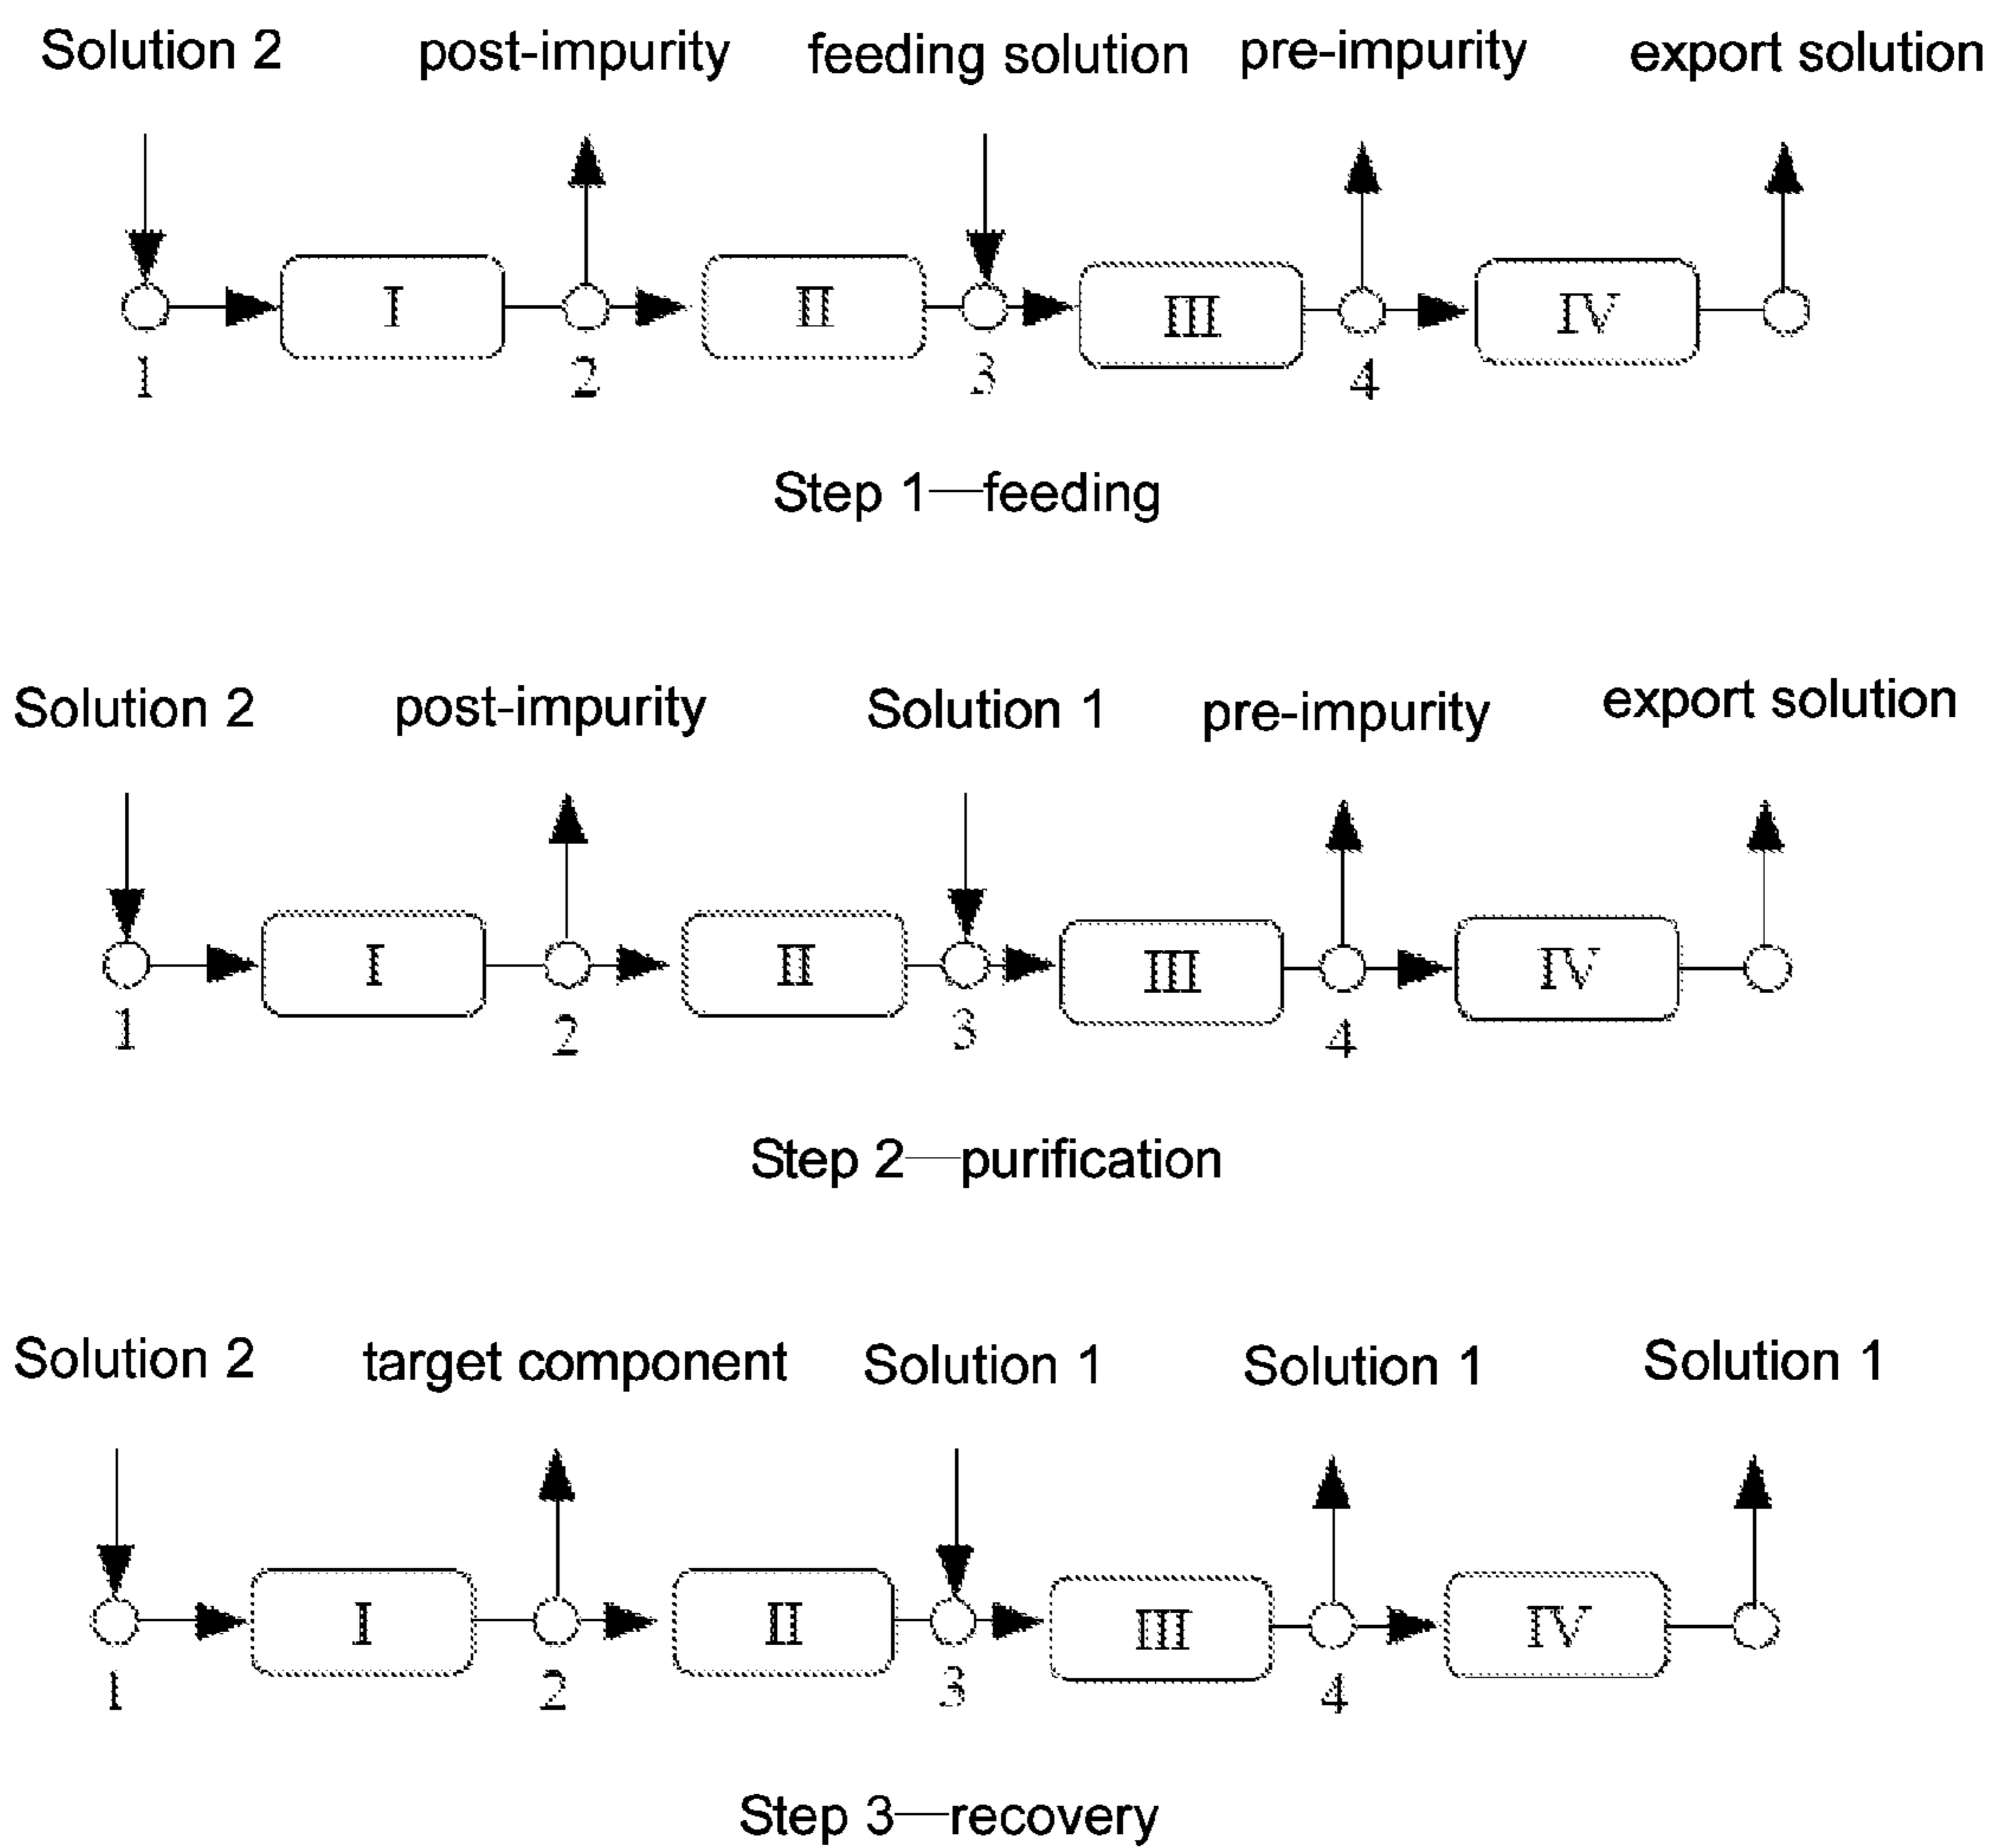 Solution 2 post-impurity feeding solution pre-impurity export solution
I II III IV
1 2 3 4
Step 1—feeding
Solution 2 post-impurity Solution 1 pre-impurity export solution
I II III IV
1 2 3 4
Step 2—purification
Solution 2 target component Solution 1 Solution 1 Solution 1
I II III IV
1 2 3 4
Step 3—recovery